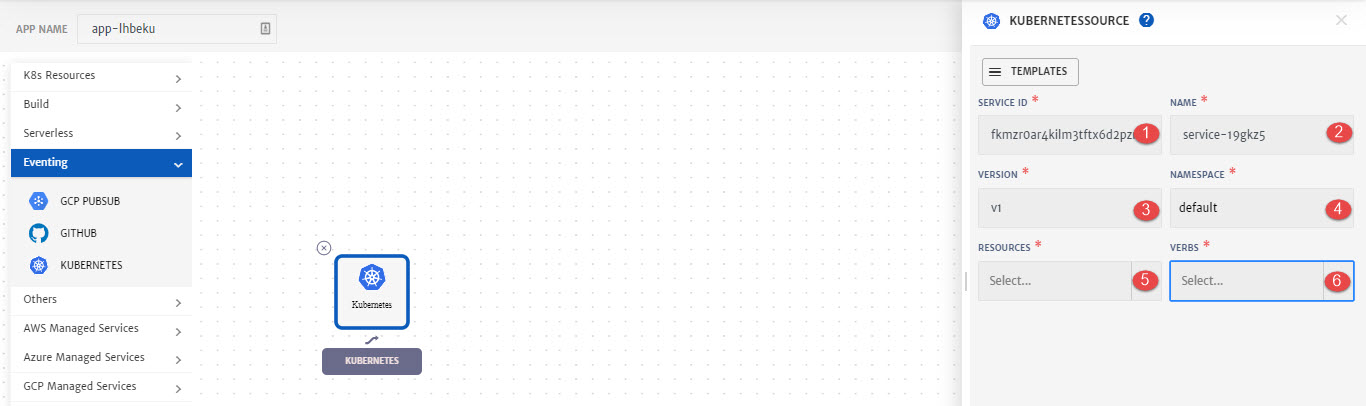 APP NAME
app-lhbeku
K8s Resources
Build
Serverless
Eventing
GCP PUBSUB
GITHUB
KUBERNETES
Others
AWS Managed Services
Azure Managed Services
GCP Managed Services
Kubernetes
KUBERNETES
KUBERNETESSOURCE ?
TEMPLATES
SERVICE ID * NAME *
fkmzr0ar4kilm3tftx6d2pz 1 service-19gkz5 2
VERSION * NAMESPACE *
v1 3 default 4
RESOURCES * VERBS *
Select... 5 Select... 6